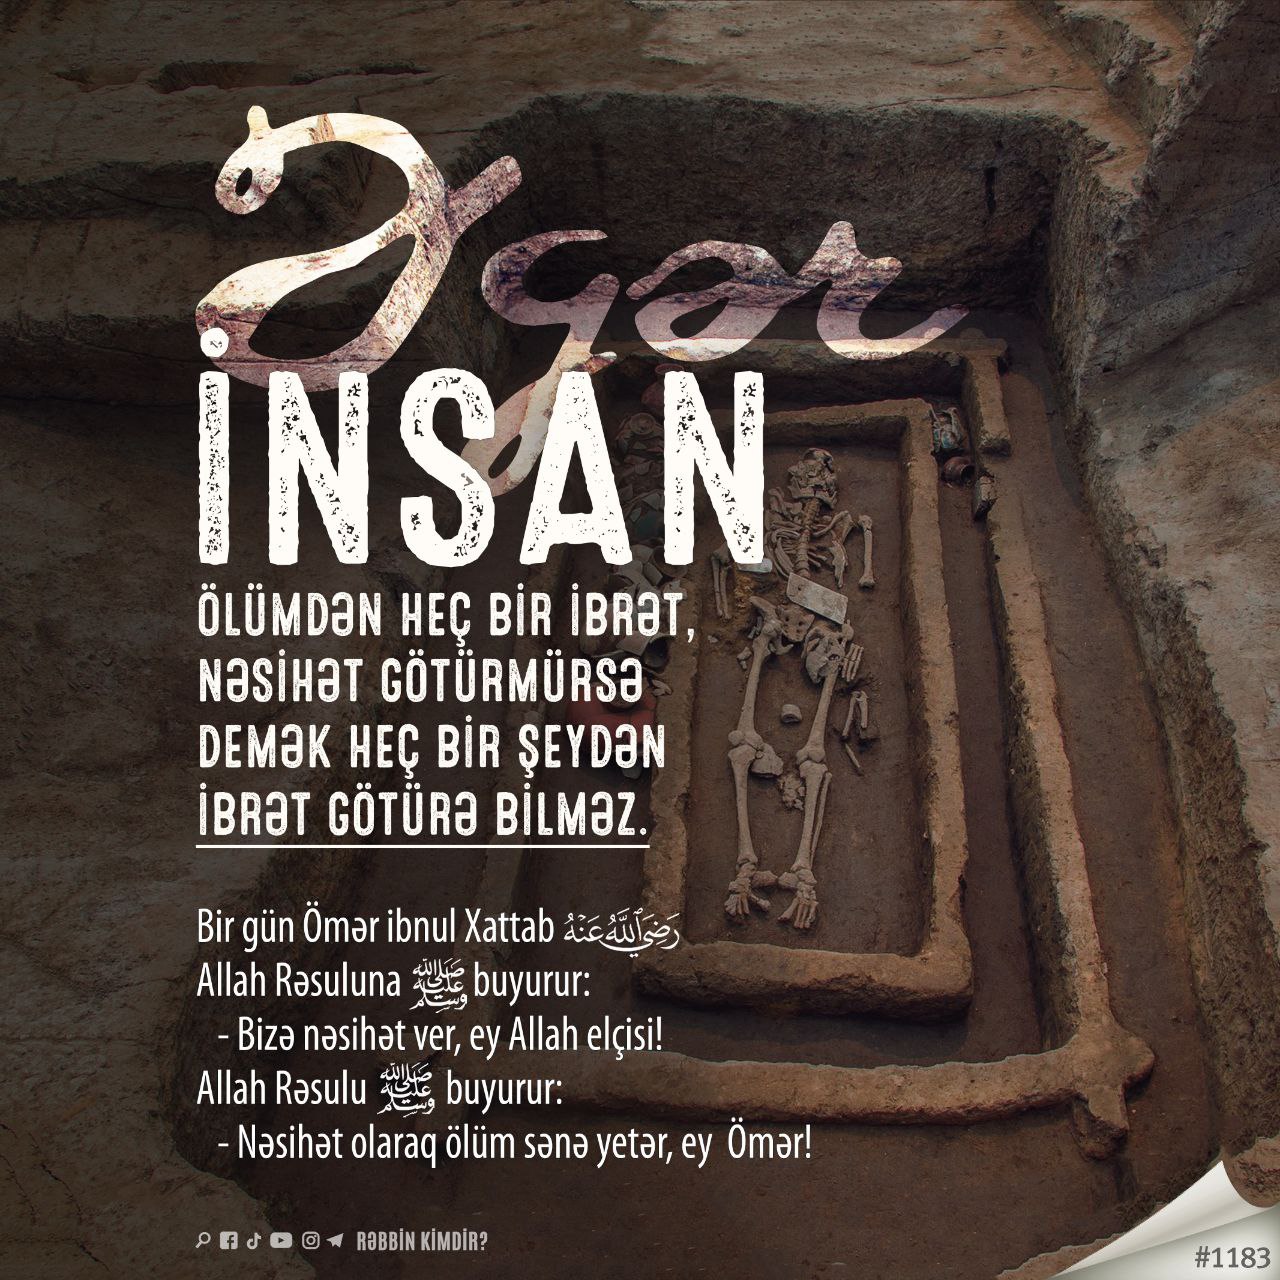 Əgər
İNSAN
ÖLÜMDƏN HEÇ BİR İBRƏT,
NƏSİHƏT GÖTÜRMÜRSƏ
DEMƏK HEÇ BİR ŞEYDƏN
İBRƏT GÖTÜRƏ BİLMƏZ.
Bir gün Ömər ibnul Xattab رَضِيَ ٱللَّٰهُ عَنْهُ
Allah Rəsuluna ﷺ buyurur:
- Bizə nəsihət ver, ey Allah elçisi!
Allah Rəsulu ﷺ buyurur:
- Nəsihət olaraq ölüm sənə yetər, ey Ömər!
RƏBBİN KİMDİR?
#1183